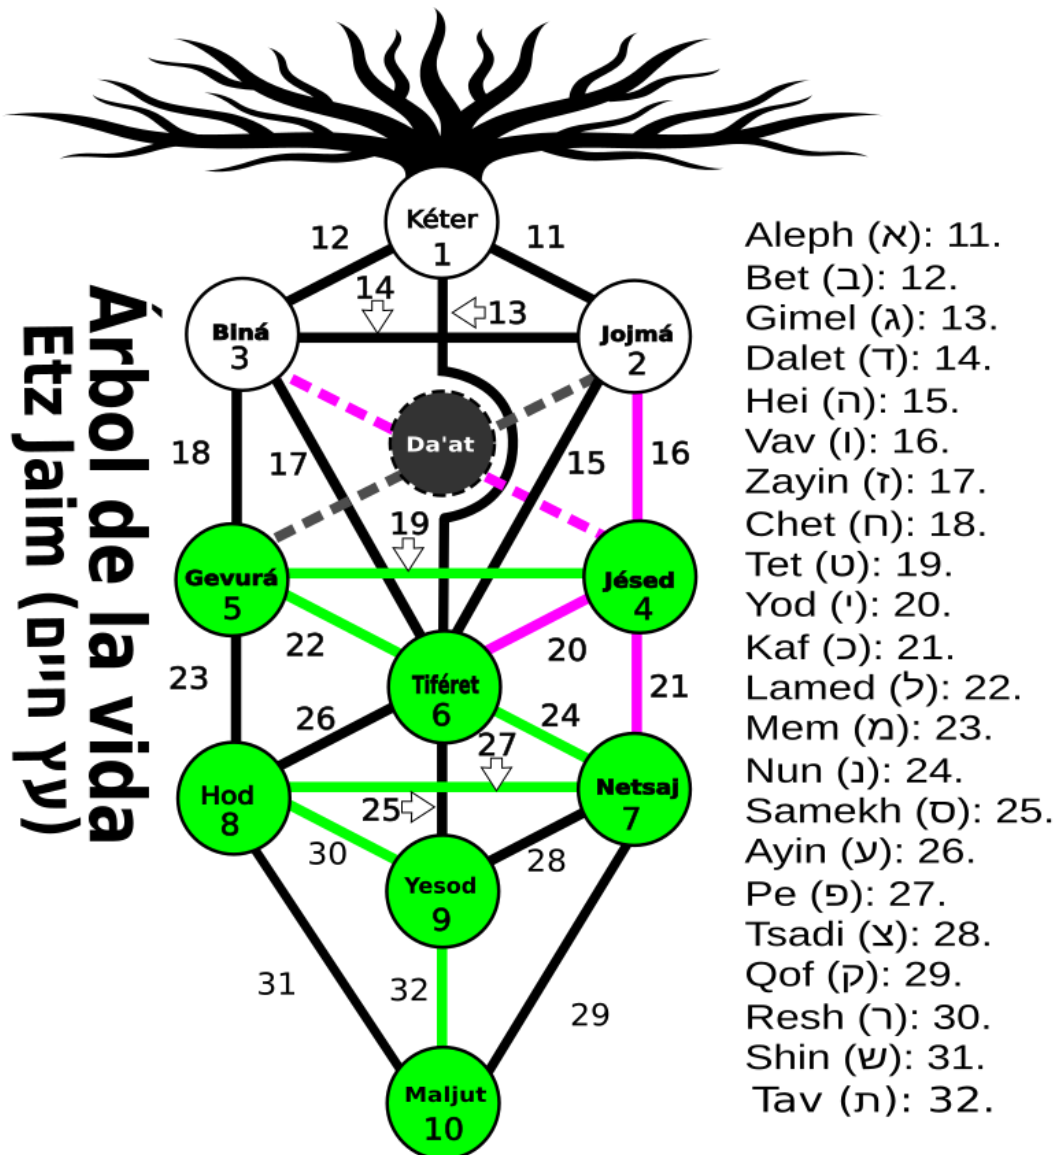 Kéter
1
12
11
14
13
BIná
3
Jojmá
2
Da'at
18
17
15
16
19
Gevurá
5
Jésed
4
22
20
23
21
Tiféret
6
26
24
27
Hod
8
Netsaj
7
25
30
28
Yesod
9
31
32
29
Maljut
10
Árbol de la vida
Etz Jaim (עץ חיים)
Aleph (א): 11.
Bet (ב): 12.
Gimel (ג): 13.
Dalet (ד): 14.
Hei (ה): 15.
Vav (ו): 16.
Zayin (ז): 17.
Chet (ח): 18.
Tet (ט): 19.
Yod (י): 20.
Kaf (כ): 21.
Lamed (ל): 22.
Mem (מ): 23.
Nun (נ): 24.
Samekh (ס): 25.
Ayin (ע): 26.
Pe (פ): 27.
Tsadi (צ): 28.
Qof (ק): 29.
Resh (ר): 30.
Shin (ש): 31.
Tav (ת): 32.